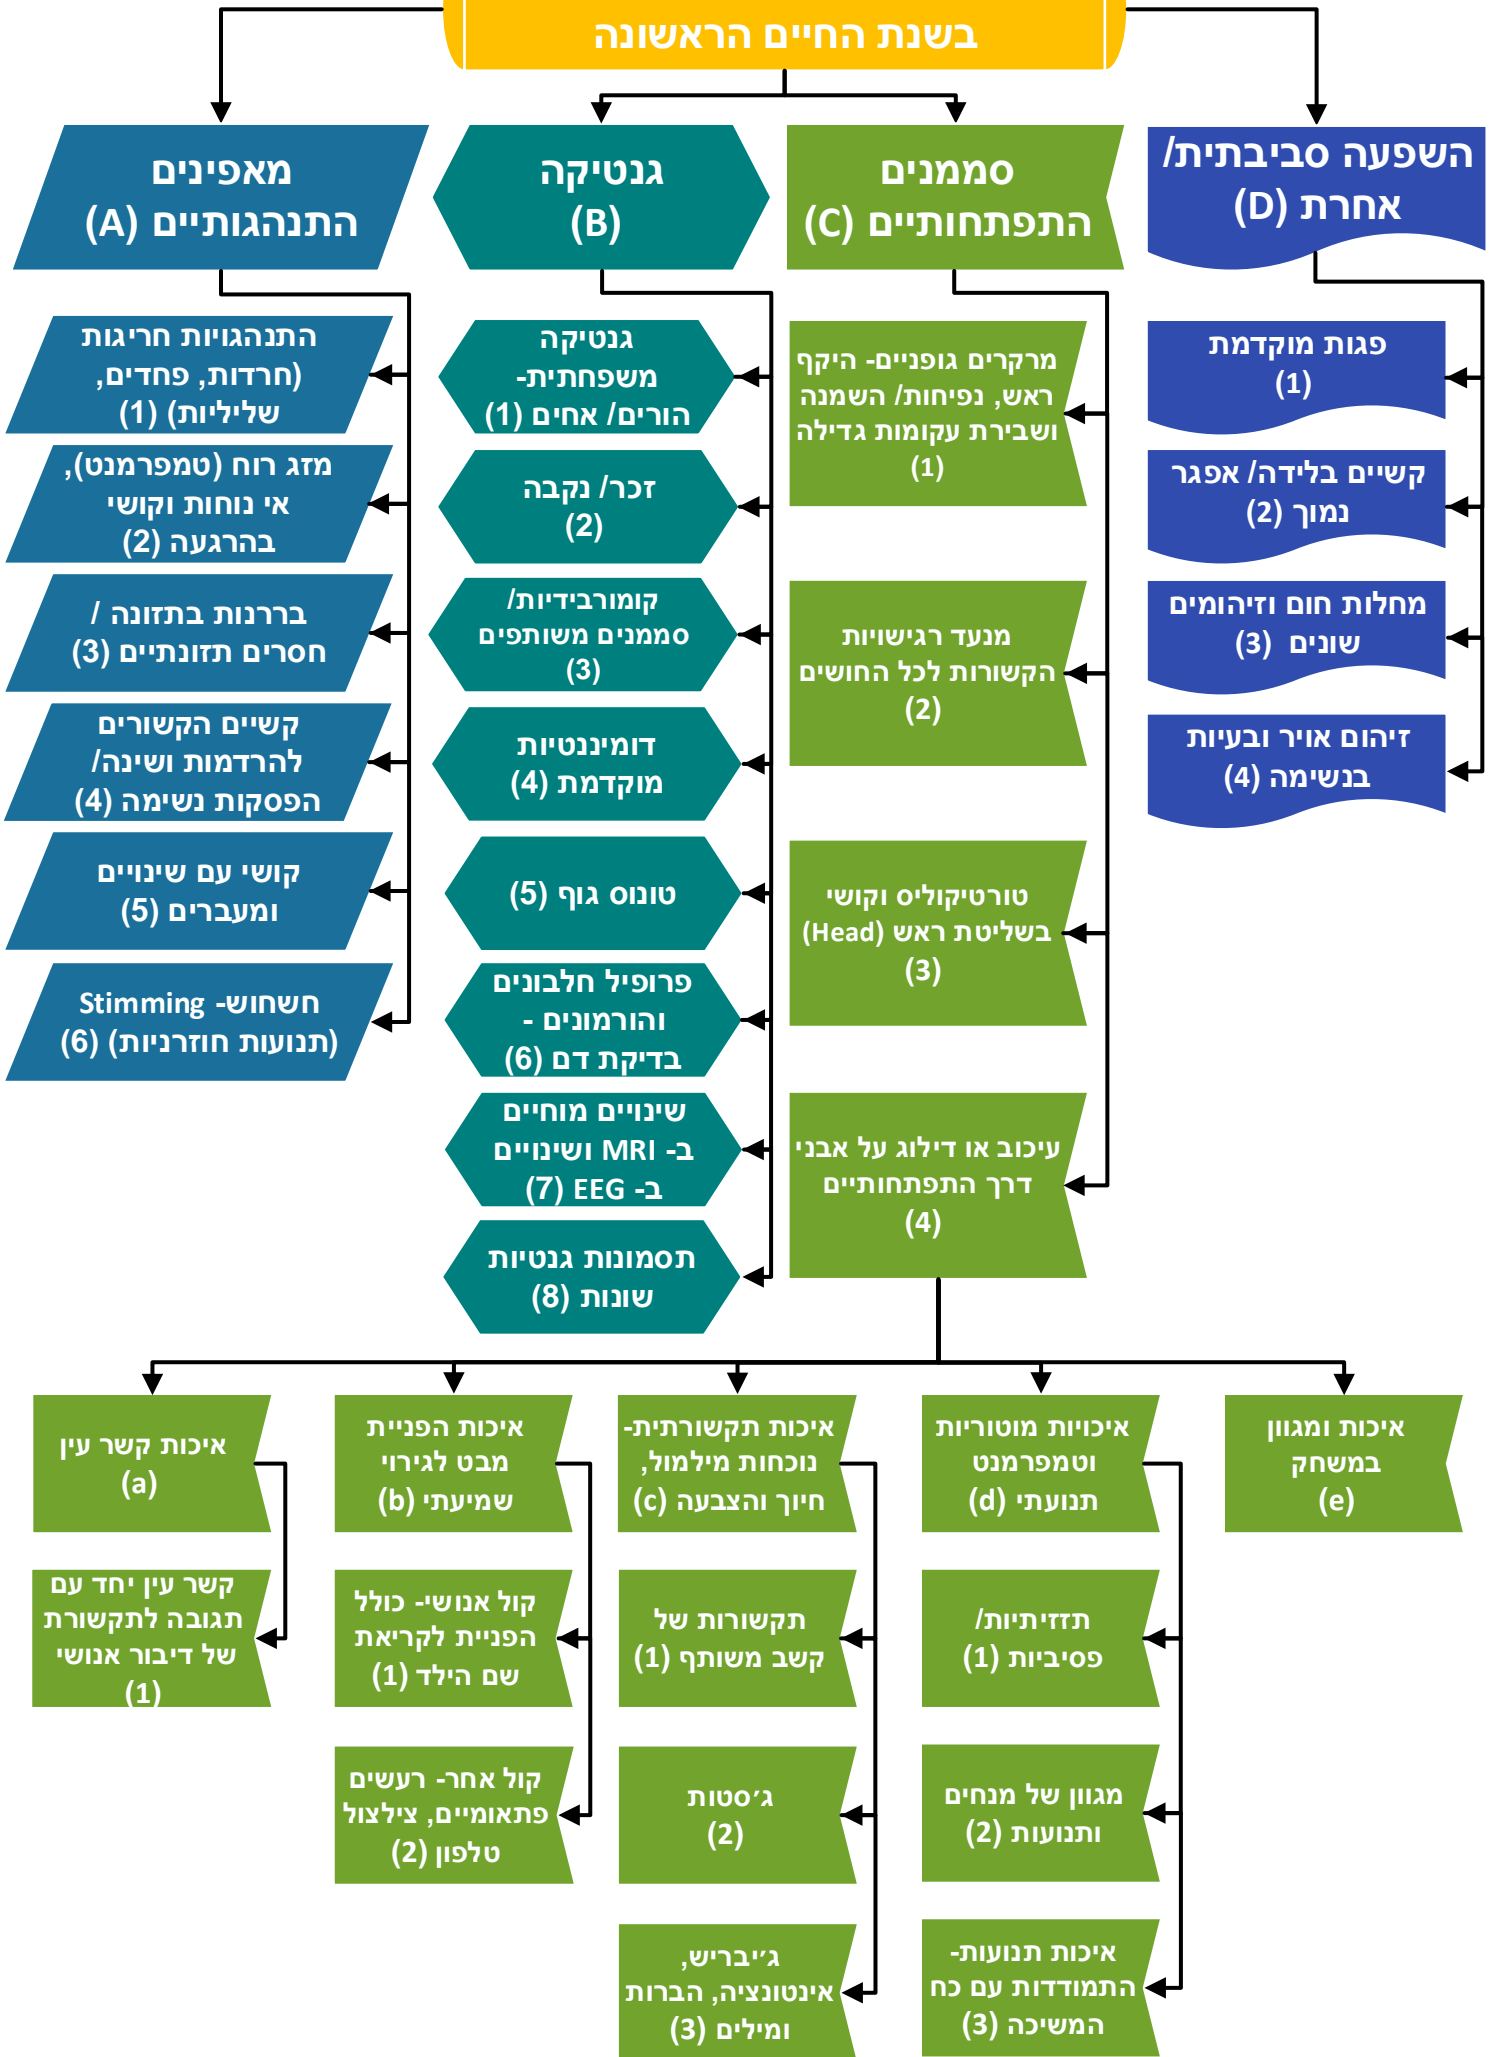 בשנת החיים הראשונה
מאפינים
התנהגותיים (A)
התנהגויות חריגות
(חרדות, פחדים,
שליליות) (1)
מזג רוח (טמפרמנט),
אי נוחות וקושי
בהרגעה (2)
בררנות בתזונה /
חסרים תזונתיים (3)
קשיים הקשורים
להרדמות ושינה/
הפסקות נשימה (4)
קושי עם שינויים
ומעברים (5)
חשחוש- Stimming
(תנועות חוזרניות) (6)
גנטיקה
(B)
גנטיקה
משפחתית-
הורים/ אחים (1)
זכר/ נקבה
(2)
קומורבידיות/
סממנים משותפים
(3)
דומיננטיות
מוקדמת (4)
טונוס גוף (5)
פרופיל חלבונים
והורמונים -
בדיקת דם (6)
שינויים מוחיים
ב- MRI ושינויים
ב- EEG (7)
תסמונות גנטיות
שונות (8)
סממנים
התפתחותיים (C)
מרקרים גופניים- היקף
ראש, נפיחות/ השמנה
ושבירת עקומות גדילה
(1)
מנעד רגישויות
הקשורות לכל החושים
(2)
טורטיקוליס וקושי
בשליטת ראש (Head)
(3)
עיכוב או דילוג על אבני
דרך התפתחותיים
(4)
השפעה סביבתית/
אחרת (D)
פגות מוקדמת
(1)
קשיים בלידה/ אפגר
נמוך (2)
מחלות חום וזיהומים
שונים (3)
זיהום אויר ובעיות
בנשימה (4)
איכות קשר עין
(a)
קשר עין יחד עם
תגובה לתקשורת
של דיבור אנושי
(1)
איכות הפניית
מבט לגירוי
שמיעתי (b)
קול אנושי- כולל
הפניית לקריאת
שם הילד (1)
קול אחר- רעשים
פתאומיים, צילצול
טלפון (2)
איכות תקשורתית-
נוכחות מילמול,
חיוך והצבעה (c)
תקשורות של
קשב משותף (1)
ג׳סטות
(2)
ג׳יבריש,
אינטונציה, הברות
ומילים (3)
איכויות מוטוריות
וטמפרמנט
תנועתי (d)
תזזיתיות/
פסיביות (1)
מגוון של מנחים
ותנועות (2)
איכות תנועות-
התמודדות עם כח
המשיכה (3)
איכות ומגוון
במשחק
(e)